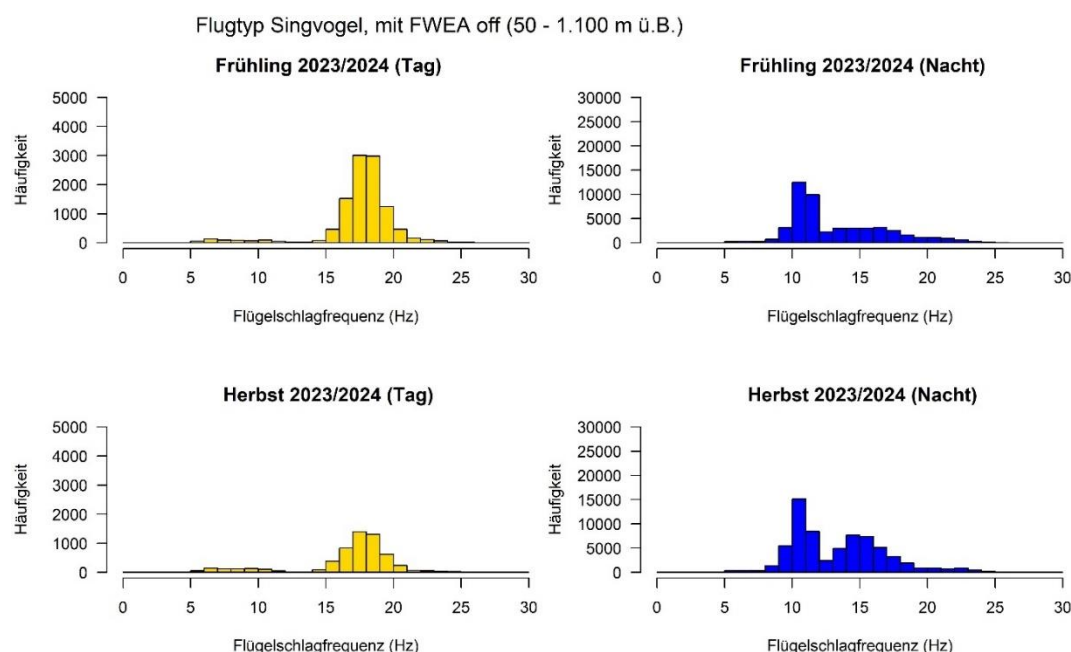 Flugtyp Singvogel, mit FWEA off (50 - 1.100 m ü.B.)
Frühling 2023/2024 (Tag)
Häufigkeit
5000
4000
3000
2000
1000
0
0 5 10 15 20 25 30
Flügelschlagfrequenz (Hz)
Frühling 2023/2024 (Nacht)
Häufigkeit
30000
25000
20000
15000
10000
5000
0
0 5 10 15 20 25 30
Flügelschlagfrequenz (Hz)
Herbst 2023/2024 (Tag)
Häufigkeit
5000
4000
3000
2000
1000
0
0 5 10 15 20 25 30
Flügelschlagfrequenz (Hz)
Herbst 2023/2024 (Nacht)
Häufigkeit
30000
25000
20000
15000
10000
5000
0
0 5 10 15 20 25 30
Flügelschlagfrequenz (Hz)